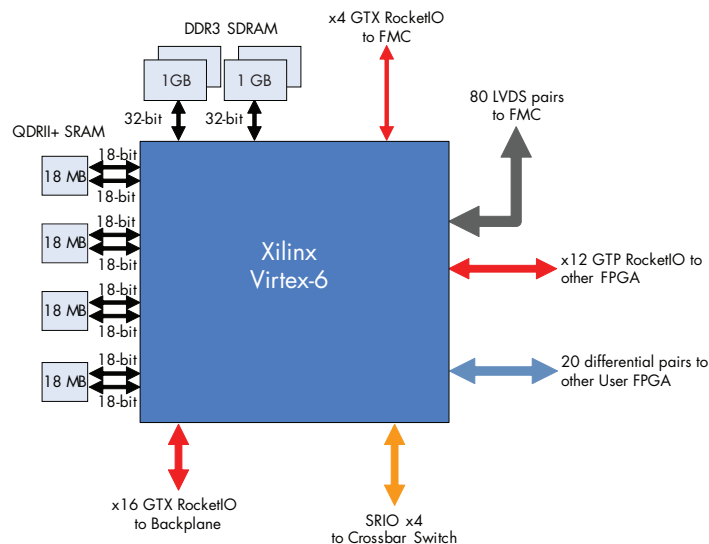 DDR3 SDRAM
1GB
1 GB
32-bit
32-bit
x4 GTX RocketIO
to FMC
80 LVDS pairs
to FMC
QDRII+ SRAM
18-bit
18 MB
18-bit
18-bit
18 MB
18-bit
18-bit
18 MB
18-bit
18-bit
18 MB
18-bit
Xilinx
Virtex-6
x12 GTP RocketIO to
other FPGA
20 differential pairs to
other User FPGA
x16 GTX RocketIO
to Backplane
SRIO x4
to Crossbar Switch